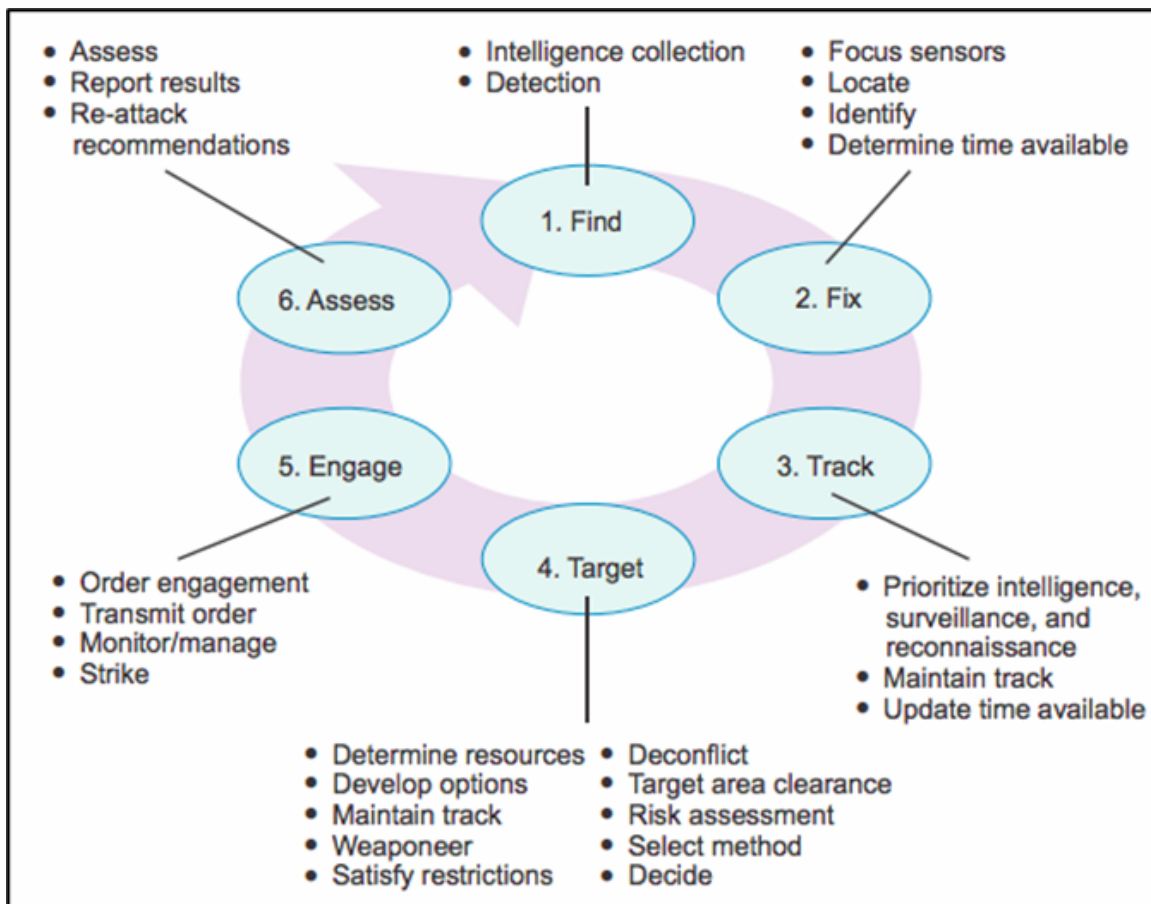 • Assess
• Report results
• Re-attack
recommendations
• Intelligence collection
• Detection
• Focus sensors
• Locate
• Identify
• Determine time available
1. Find
2. Fix
3. Track
4. Target
5. Engage
6. Assess
• Prioritize intelligence,
surveillance, and
reconnaissance
• Maintain track
• Update time available
• Determine resources
• Develop options
• Maintain track
• Weaponeer
• Satisfy restrictions
• Deconflict
• Target area clearance
• Risk assessment
• Select method
• Decide
• Order engagement
• Transmit order
• Monitor/manage
• Strike